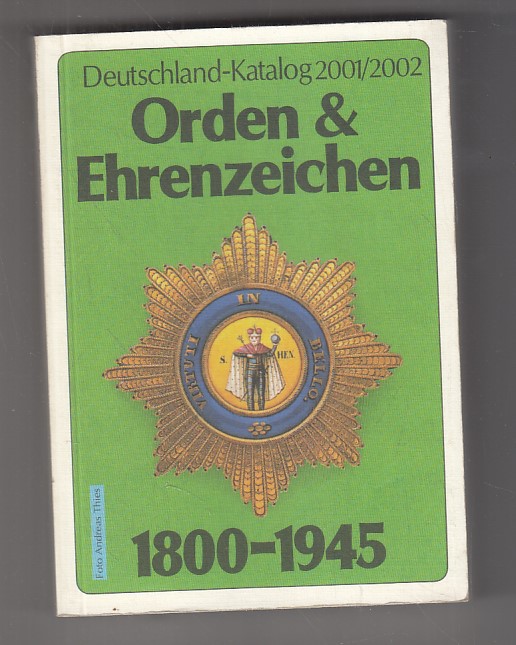 Deutschland-Katalog 2001/2002
Orden &
Ehrenzeichen
VIRTUTI IN BELLO.
S. HEN.
Foto Andreas Thies
1800-1945